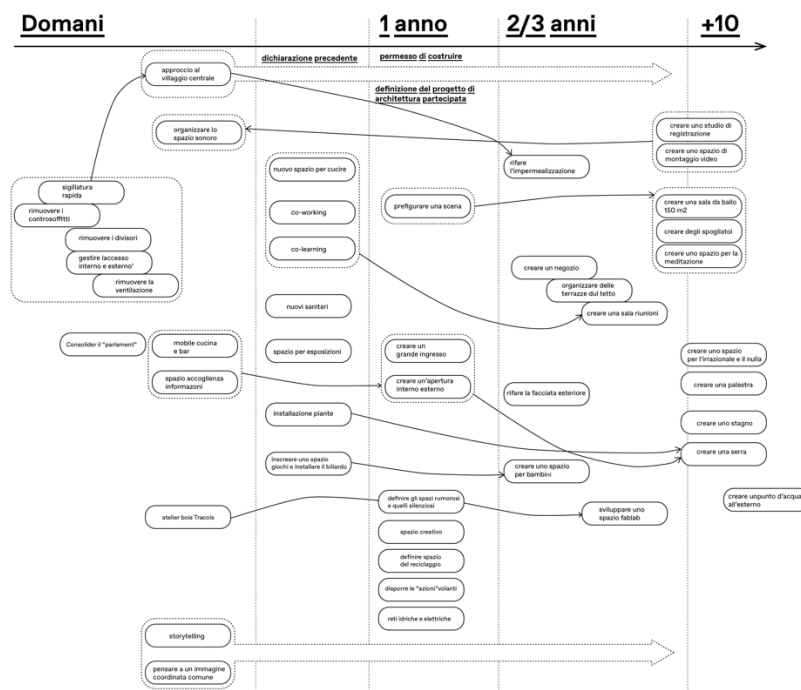 Domani
1 anno
2/3 anni
+10
dichiarazione precedente
permesso di costruire
approccio al
villaggio centrale
definizione del progetto di
architettura partecipata
organizzare lo
spazio sonoro
creare uno studio di
registrazione
creare uno spazio di
montaggio video
rifare
l'impermealizzazione
nuovo spazio per cucire
sigillatura
rapida
rimuovere i
controsoffitti
prefigurare una scena
creare una sala da ballo
150 m2
co-working
creare degli spogliatoi
rimuovere i divisori
co-learning
creare uno spazio per la
meditazione
gestire laccesso
interno e esterno'
creare un negozio
rimuovere la
ventilazione
organizzare delle
terrazze dul tetto
nuovi sanitari
creare una sala riunioni
Consolider il "parlament"
mobile cucina
e bar
spazio per esposizioni
creare un
grande ingresso
creare uno spazio
per l'irrazionale e il nulla
spazio accoglienza
informazoni
creare un'apertura
interno esterno
rifare la facciata esteriore
creare una palestra
installazione piante
creare uno stagno
creare una serra
inscreare uno spazio
giochi e installare il biliardo
creare uno spazio
per bambini
definire gli spazi rumorosi
e quelli silenziosi
creare unpunto d'acqua
all'esterno
atelier bois Tracols
sviluppare uno
spazio fablab
spazio creativo
definire spazio
del reciclaggio
disporre le "azioni"volanti
reti idriche e elettriche
storytelling
pensare a un immagine
coordinata comune